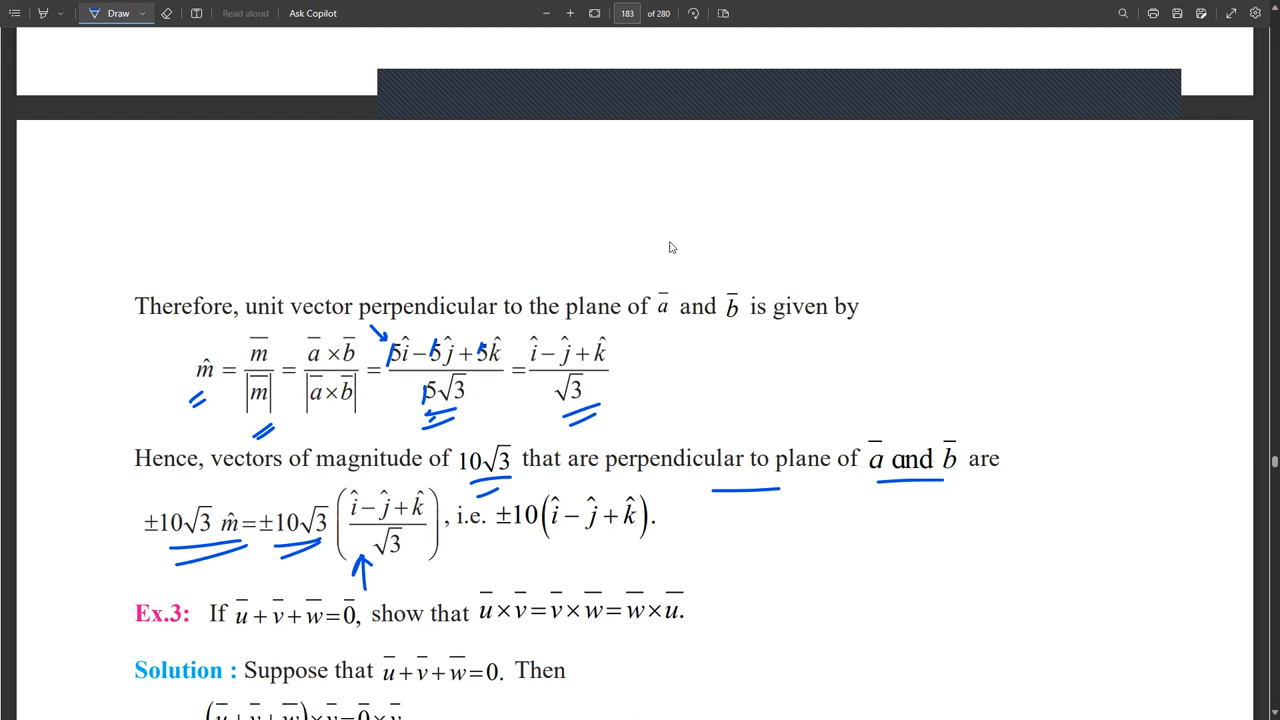 Draw Read aloud Ask Copilot 183 of 280
Therefore, unit vector perpendicular to the plane of a̅ and b̅ is given by
m̂ = m̅/|m̅| = (a̅ × b̅)/|a̅ × b̅| = (5î − 5ĵ + 5k̂)/(5√3) = (î − ĵ + k̂)/√3
Hence, vectors of magnitude of 10√3 that are perpendicular to plane of a̅ and b̅ are
±10√3 m̂ = ±10√3 ((î − ĵ + k̂)/√3), i.e. ±10(î − ĵ + k̂).
Ex.3: If u̅ + v̅ + w̅ = 0̅, show that u̅ × v̅ = v̅ × w̅ = w̅ × u̅.
Solution : Suppose that u̅ + v̅ + w̅ = 0. Then
(u̅ + v̅ + w̅) × v̅ = 0̅ × v̅